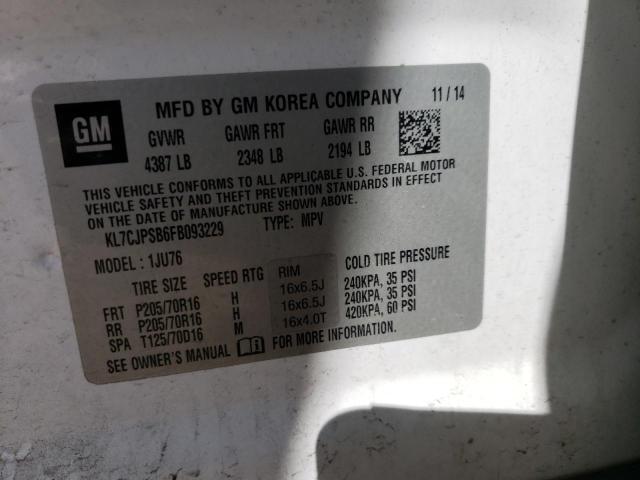 GM
MFD BY GM KOREA COMPANY 11 / 14
GVWR GAWR FRT GAWR RR
4387 LB 2348 LB 2194 LB
THIS VEHICLE CONFORMS TO ALL APPLICABLE U.S. FEDERAL MOTOR
VEHICLE SAFETY AND THEFT PREVENTION STANDARDS IN EFFECT
ON THE DATE OF MANUFACTURE SHOWN ABOVE.
KL7CJPSB6FB093229 TYPE: MPV
MODEL : 1JU76
TIRE SIZE SPEED RTG RIM COLD TIRE PRESSURE
FRT P205/70R16 H 16x6.5J 240KPA, 35 PSI
RR P205/70R16 H 16x6.5J 240KPA, 35 PSI
SPA T125/70D16 M 16x4.0T 420KPA, 60 PSI
SEE OWNER'S MANUAL FOR MORE INFORMATION.